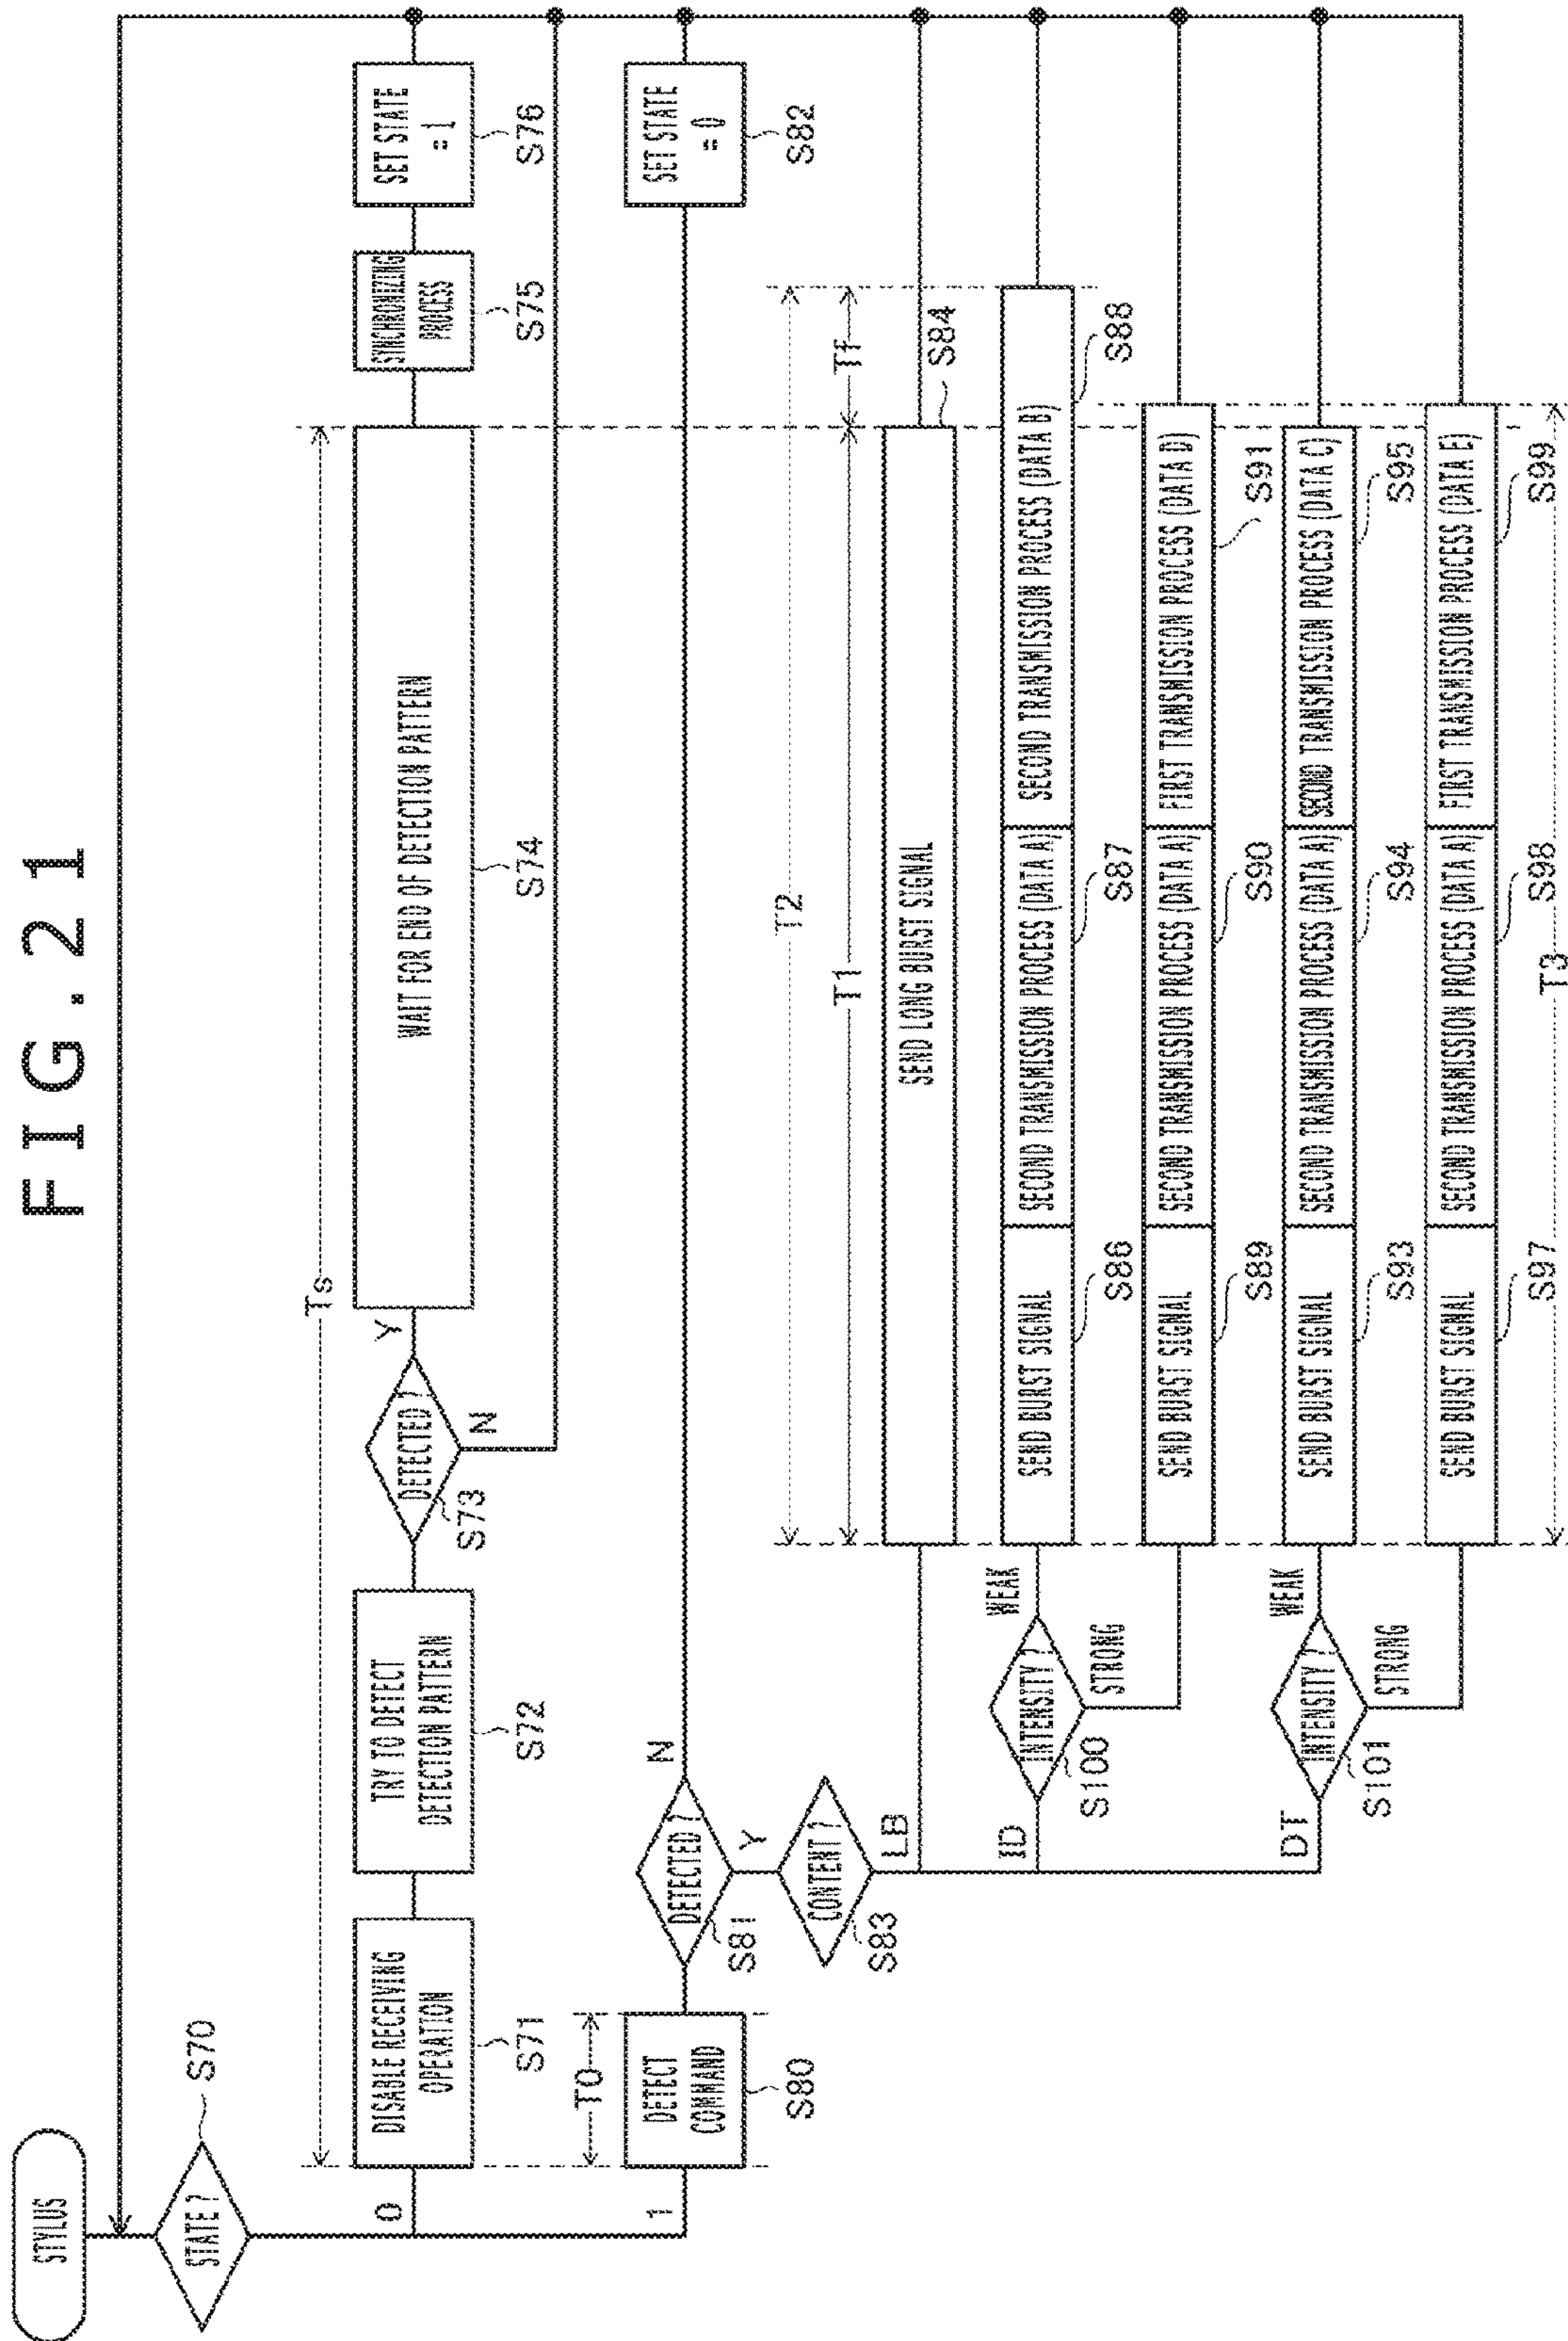 FIG. 21
STYLUS
STATE ?
S70
0
1
Ts
DISABLE RECEIVING
OPERATION
S71
TRY TO DETECT
DETECTION PATTERN
S72
DETECTED ?
S73
Y
N
WAIT FOR END OF DETECTION PATTERN
S74
SYNCHRONIZING
PROCESS
S75
SET STATE
= 1
S76
T0
DETECT
COMMAND
S80
DETECTED ?
S81
N
Y
SET STATE
= 0
S82
CONTENT ?
S83
LB
ID
DT
T2
T1
Tf
SEND LONG BURST SIGNAL
S84
INTENSITY ?
S100
WEAK
STRONG
SEND BURST SIGNAL
S86
SECOND TRANSMISSION PROCESS (DATA A)
S87
SECOND TRANSMISSION PROCESS (DATA B)
S88
SEND BURST SIGNAL
S89
SECOND TRANSMISSION PROCESS (DATA A)
S90
FIRST TRANSMISSION PROCESS (DATA D)
S91
INTENSITY ?
S101
WEAK
STRONG
SEND BURST SIGNAL
S93
SECOND TRANSMISSION PROCESS (DATA A)
S94
SECOND TRANSMISSION PROCESS (DATA C)
S95
SEND BURST SIGNAL
S97
SECOND TRANSMISSION PROCESS (DATA A)
S98
FIRST TRANSMISSION PROCESS (DATA E)
S99
T3